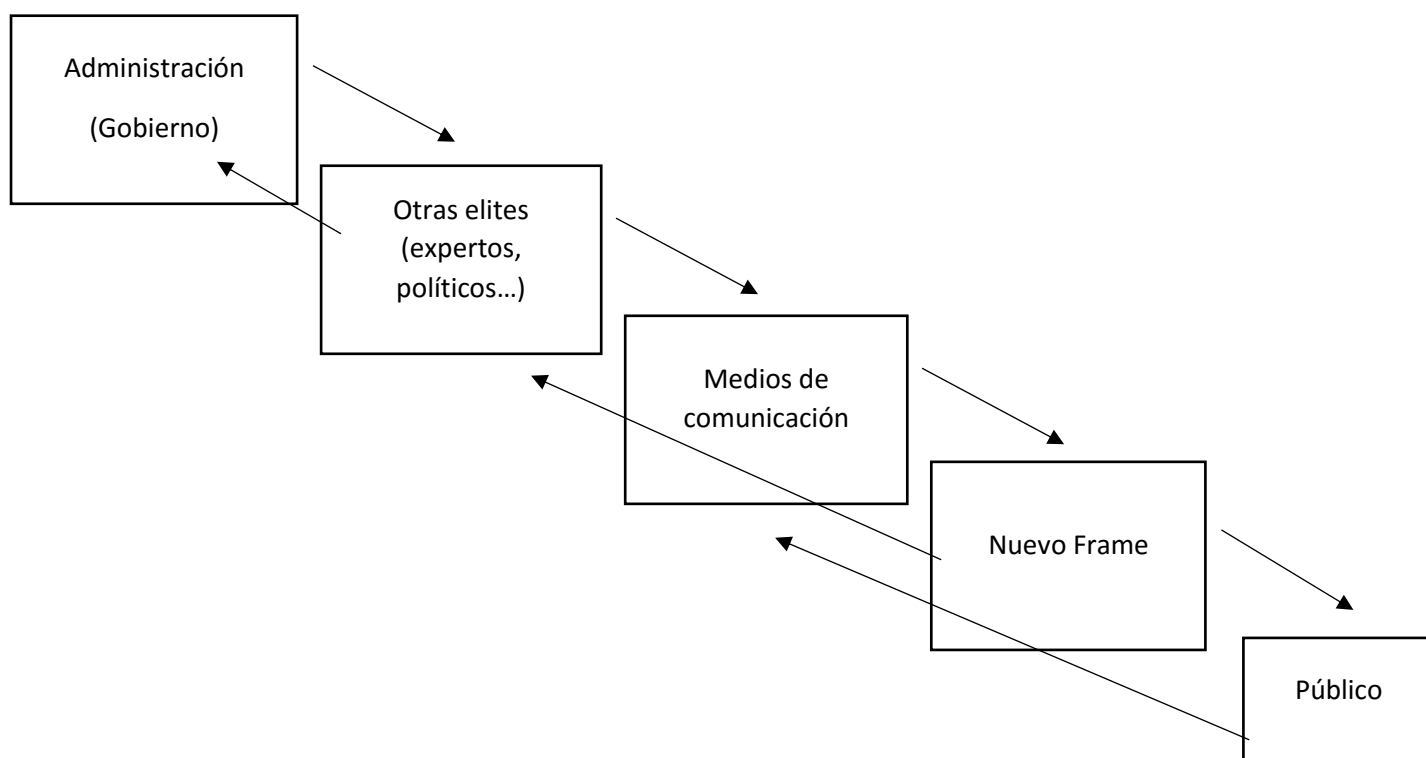 Administración
(Gobierno)
Otras elites
(expertos,
políticos…)
Medios de
comunicación
Nuevo Frame
Público